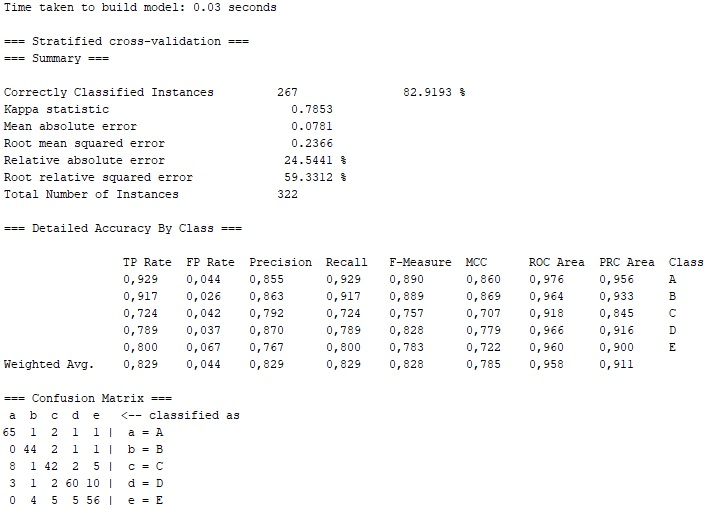 Time taken to build model: 0.03 seconds
=== Stratified cross-validation ===
=== Summary ===
Correctly Classified Instances 267 82.9193 %
Kappa statistic 0.7853
Mean absolute error 0.0781
Root mean squared error 0.2366
Relative absolute error 24.5441 %
Root relative squared error 59.3312 %
Total Number of Instances 322
=== Detailed Accuracy By Class ===
TP Rate FP Rate Precision Recall F-Measure MCC ROC Area PRC Area Class
0,929 0,044 0,855 0,929 0,890 0,860 0,976 0,956 A
0,917 0,026 0,863 0,917 0,889 0,869 0,964 0,933 B
0,724 0,042 0,792 0,724 0,757 0,707 0,918 0,845 C
0,789 0,037 0,870 0,789 0,828 0,779 0,966 0,916 D
0,800 0,067 0,767 0,800 0,783 0,722 0,960 0,900 E
Weighted Avg. 0,829 0,044 0,829 0,829 0,828 0,785 0,958 0,911
=== Confusion Matrix ===
a b c d e <-- classified as
65 1 2 1 1 | a = A
0 44 2 1 1 | b = B
8 1 42 2 5 | c = C
3 1 2 60 10 | d = D
0 4 5 5 56 | e = E